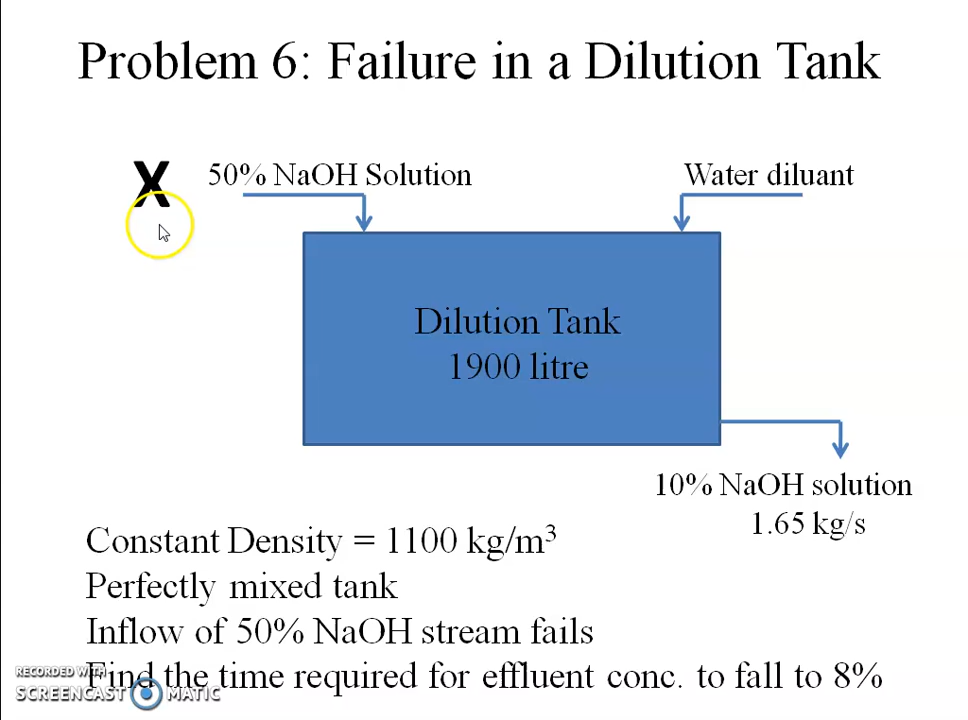 Problem 6: Failure in a Dilution Tank
X 50% NaOH Solution
Water diluant
Dilution Tank
1900 litre
10% NaOH solution
1.65 kg/s
Constant Density = 1100 kg/m³
Perfectly mixed tank
Inflow of 50% NaOH stream fails
Find the time required for effluent conc. to fall to 8%
RECORDED WITH
SCREENCAST MATIC